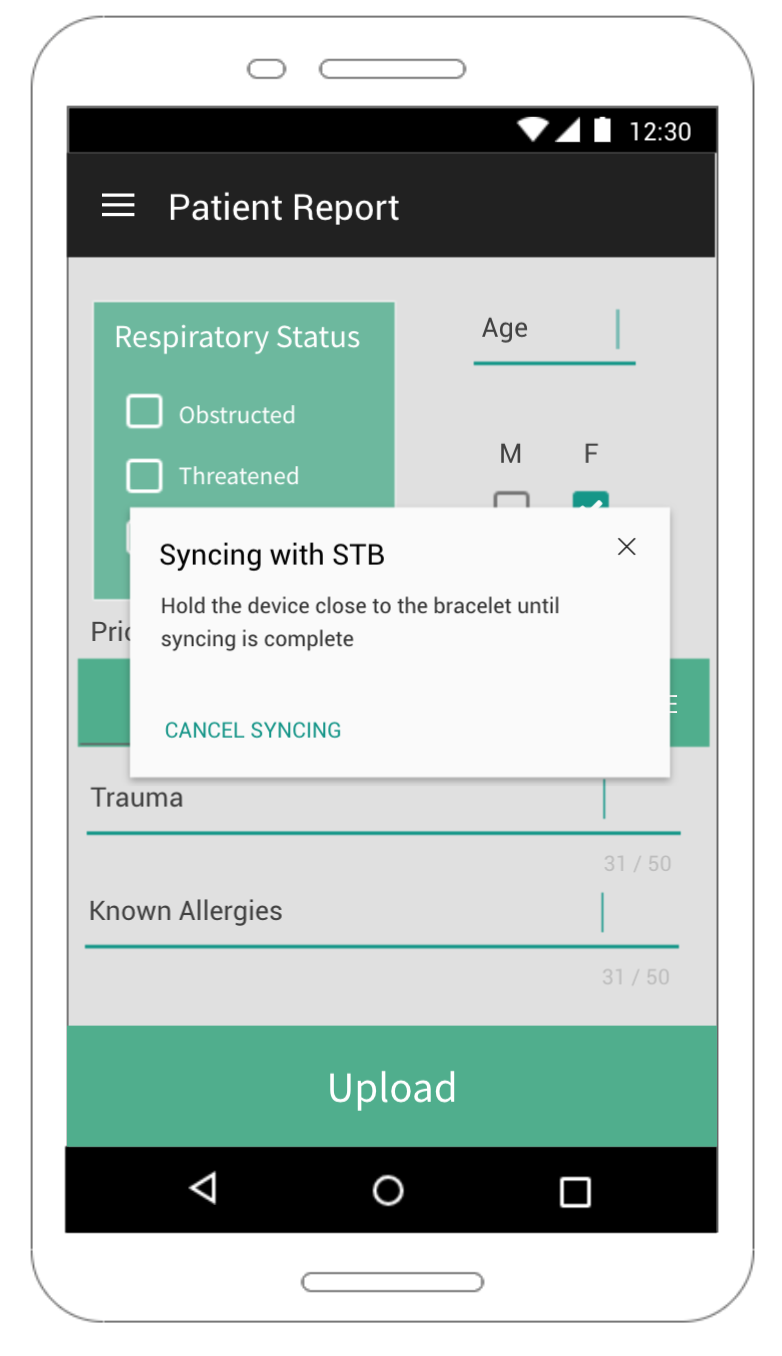 12:30
Patient Report
Respiratory Status
Age
Obstructed
M F
Threatened
Syncing with STB
Hold the device close to the bracelet until
syncing is complete
CANCEL SYNCING
Trauma
31 / 50
Known Allergies
31 / 50
Upload